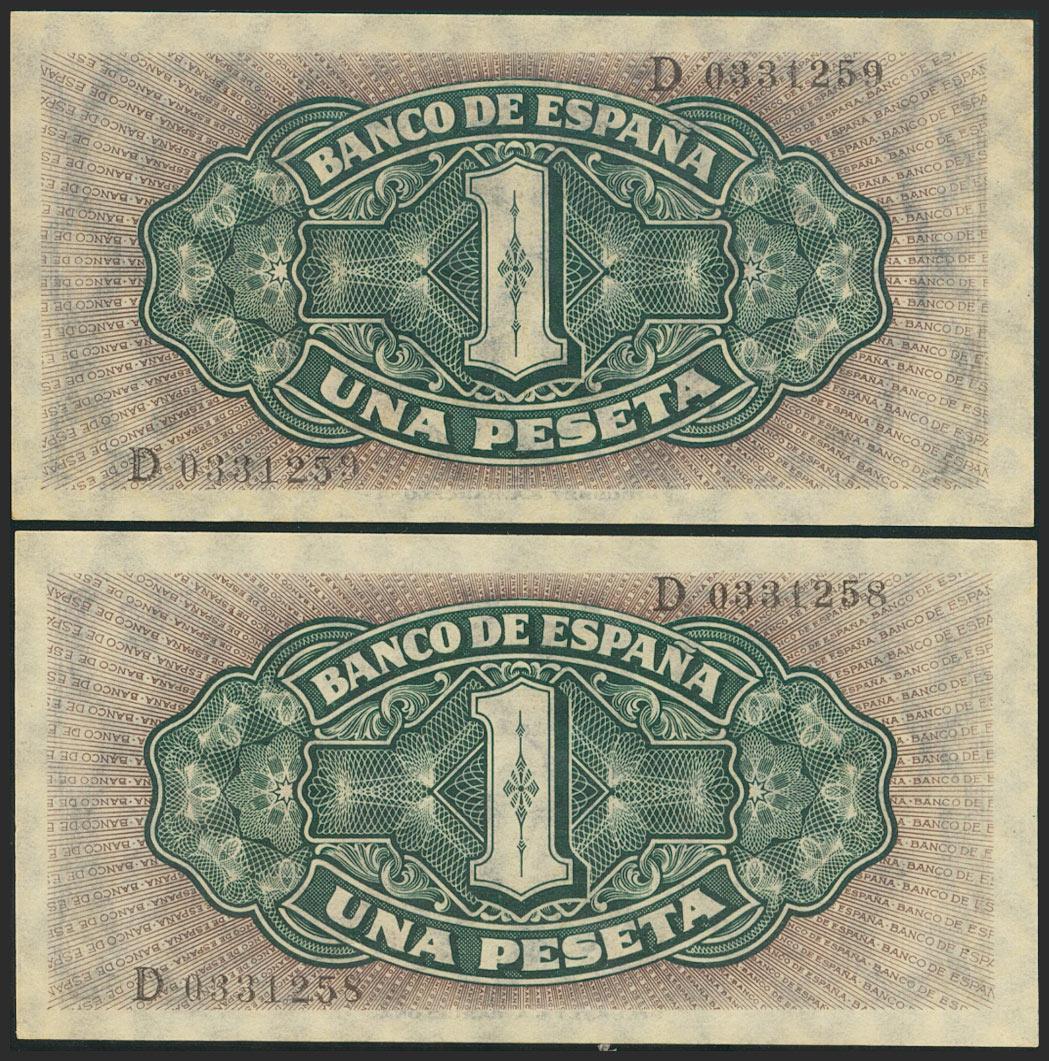 D 0331259
BANCO DE ESPAÑA
1
UNA PESETA
D 0331259
D 0331258
BANCO DE ESPAÑA
1
UNA PESETA
D 0331258